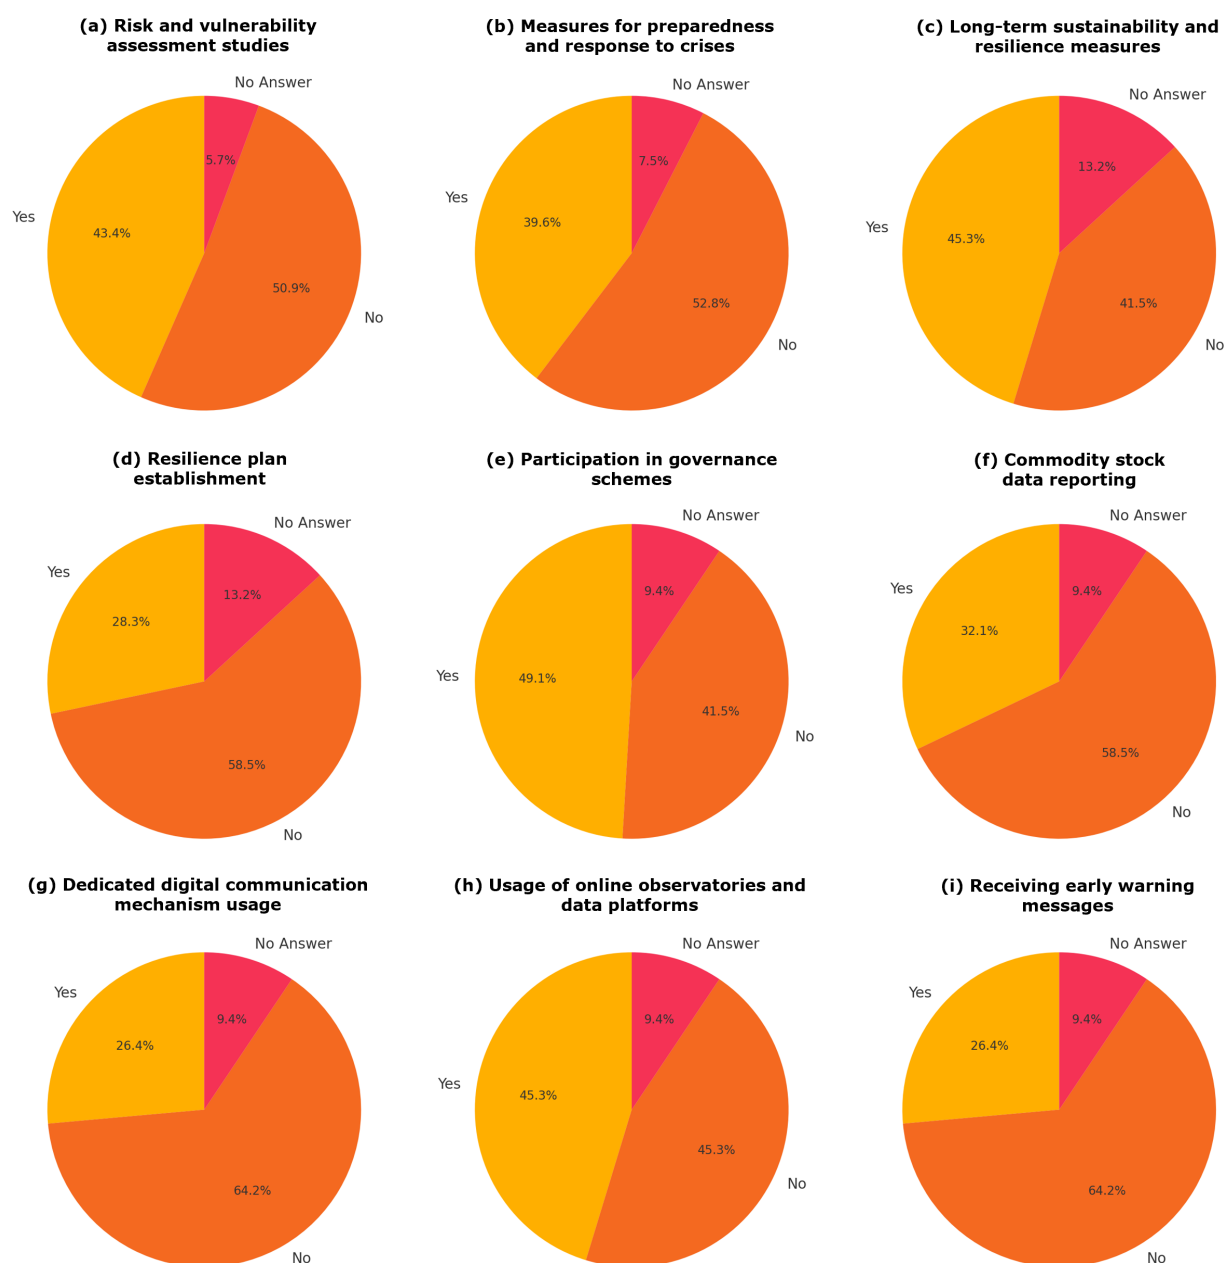 (a) Risk and vulnerability
assessment studies
No Answer
5.7%
Yes
43.4%
50.9%
No
(b) Measures for preparedness
and response to crises
No Answer
7.5%
Yes
39.6%
52.8%
No
(c) Long-term sustainability and
resilience measures
No Answer
13.2%
Yes
45.3%
41.5%
No
(d) Resilience plan
establishment
No Answer
13.2%
Yes
28.3%
58.5%
No
(e) Participation in governance
schemes
No Answer
9.4%
Yes
49.1%
41.5%
No
(f) Commodity stock
data reporting
No Answer
9.4%
Yes
32.1%
58.5%
No
(g) Dedicated digital communication
mechanism usage
No Answer
9.4%
Yes
26.4%
64.2%
No
(h) Usage of online observatories and
data platforms
No Answer
9.4%
Yes
45.3%
45.3%
No
(i) Receiving early warning
messages
No Answer
9.4%
Yes
26.4%
64.2%
No